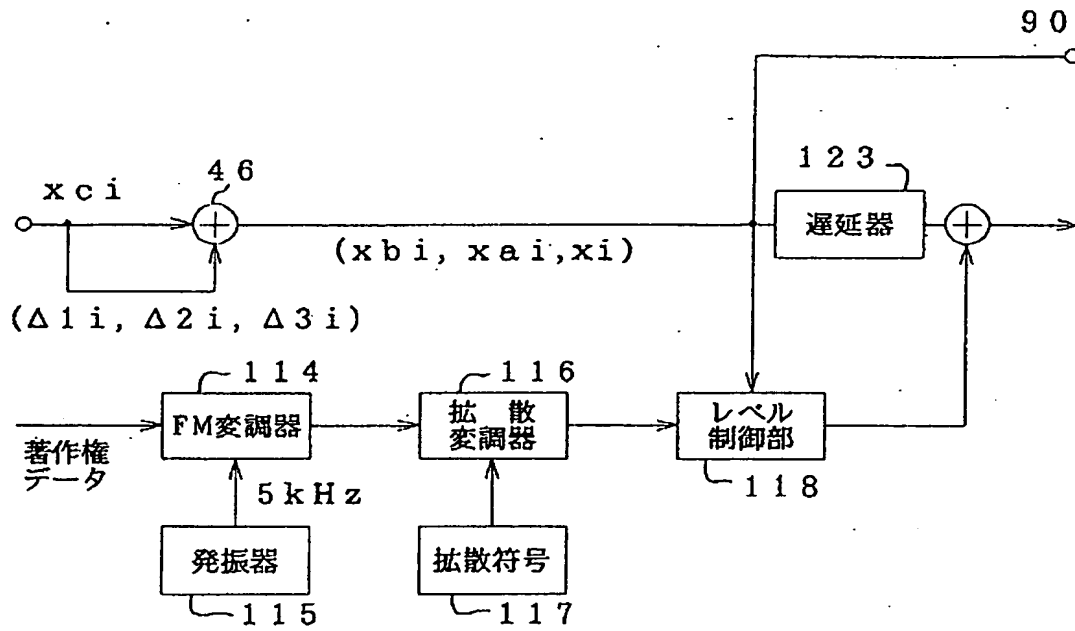 90
123
46
xci
遅延器
(xbi, xai,xi)
(Δ1i, Δ2i, Δ3i)
114
116
FM変調器
拡 散
変調器
レベル
制御部
著作権
データ
118
5kHz
発振器
拡散符号
115
117